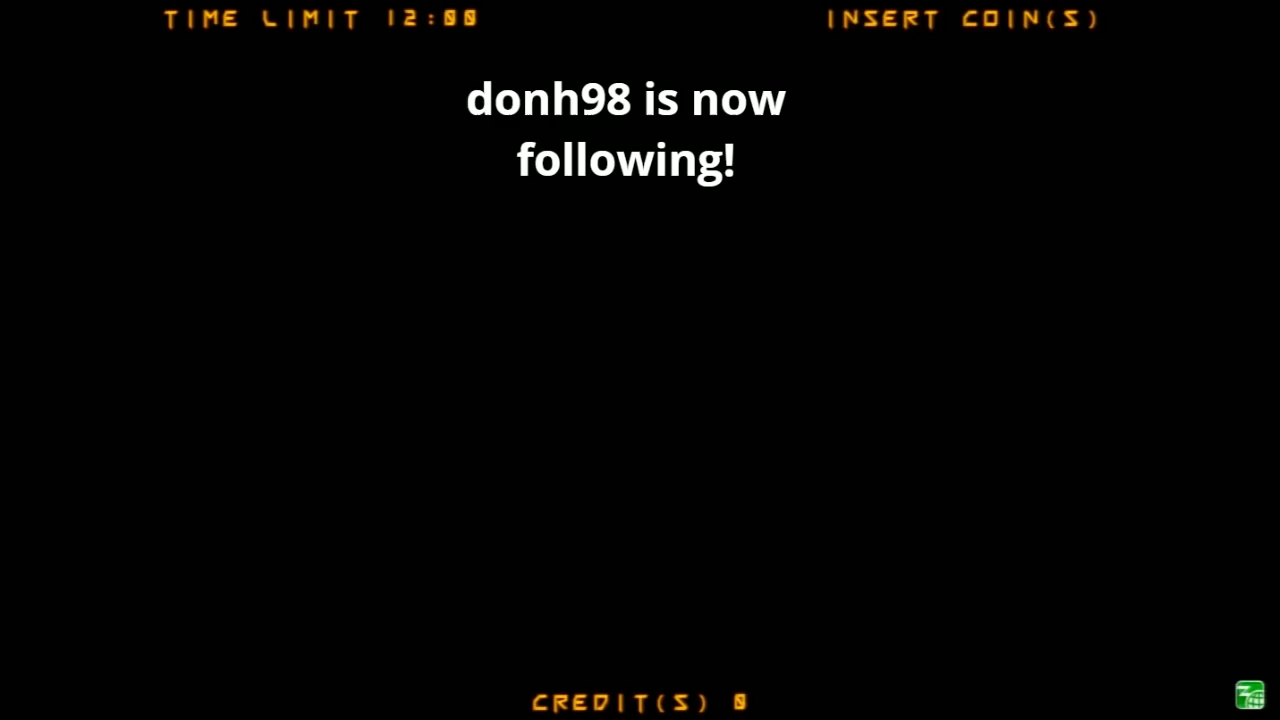 TIME LIMIT 12:00
INSERT COIN(S)
donh98 is now
following!
CREDIT(S) 0